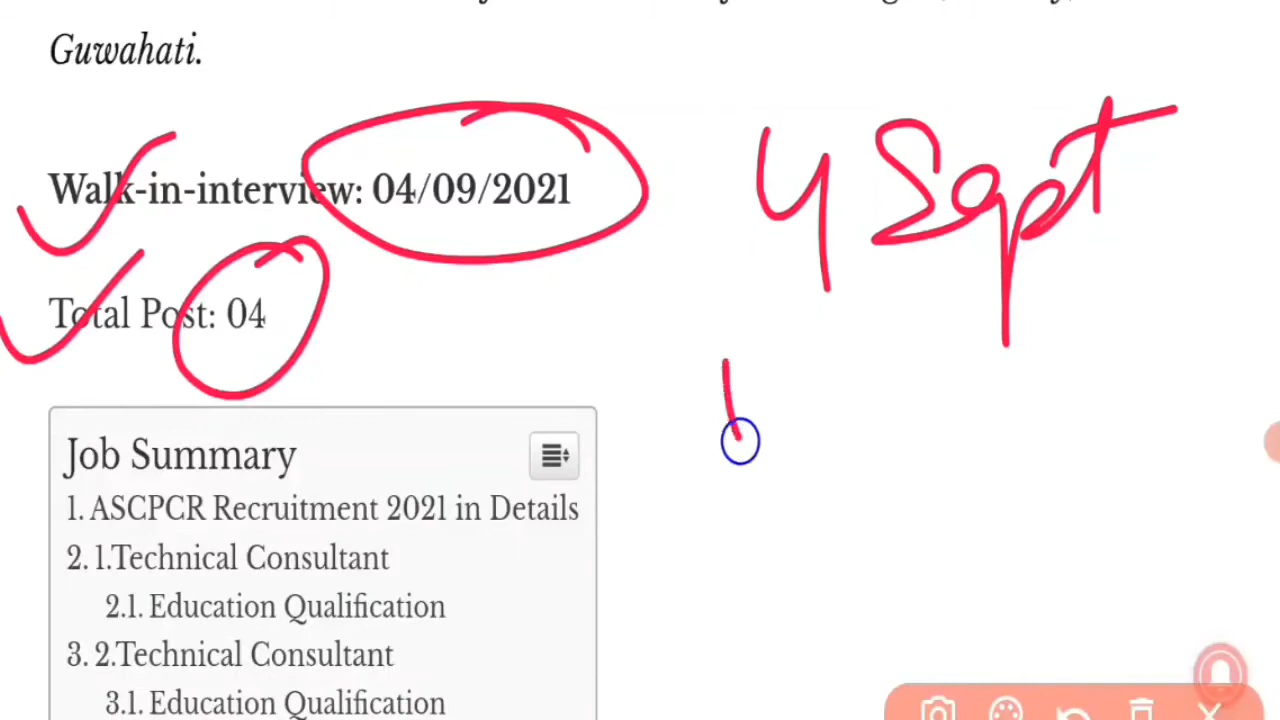 Guwahati.
Walk-in-interview: 04/09/2021
4 Sept
Total Post: 04
Job Summary
1. ASCPCR Recruitment 2021 in Details
2. 1.Technical Consultant
2.1. Education Qualification
3. 2.Technical Consultant
3.1. Education Qualification